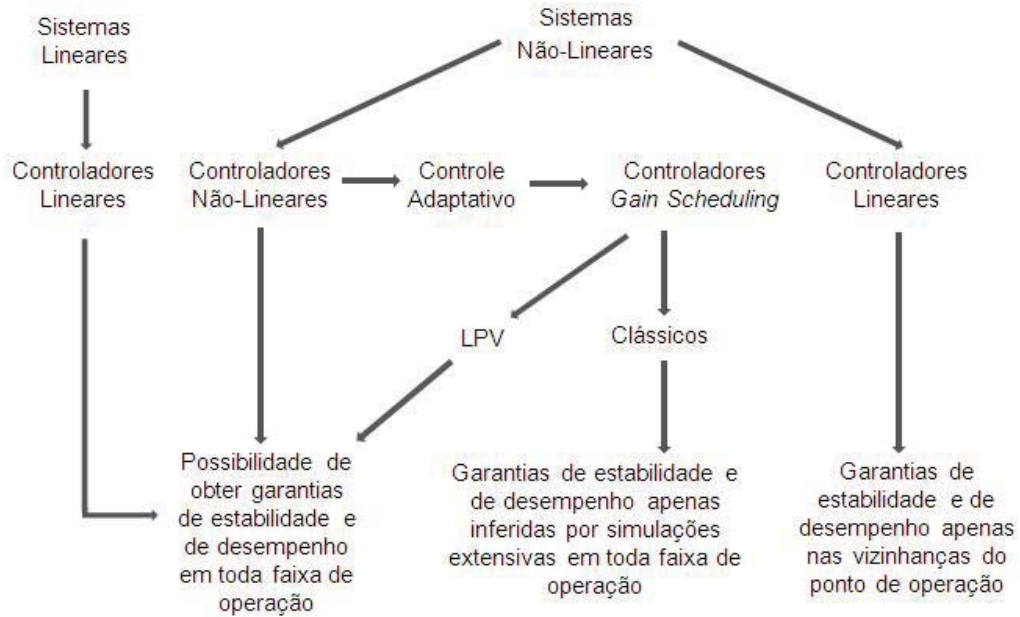 Sistemas
Lineares
Sistemas
Não-Lineares
Controladores
Lineares
Controladores
Não-Lineares
Controle
Adaptativo
Controladores
Gain Scheduling
Controladores
Lineares
LPV
Clássicos
Possibilidade de
obter garantias
de estabilidade e
de desempenho
em toda faixa de
operação
Garantias de estabilidade e
de desempenho apenas
inferidas por simulações
extensivas em toda faixa de
operação
Garantias de
estabilidade e de
desempenho apenas
nas vizinhanças do
ponto de operação